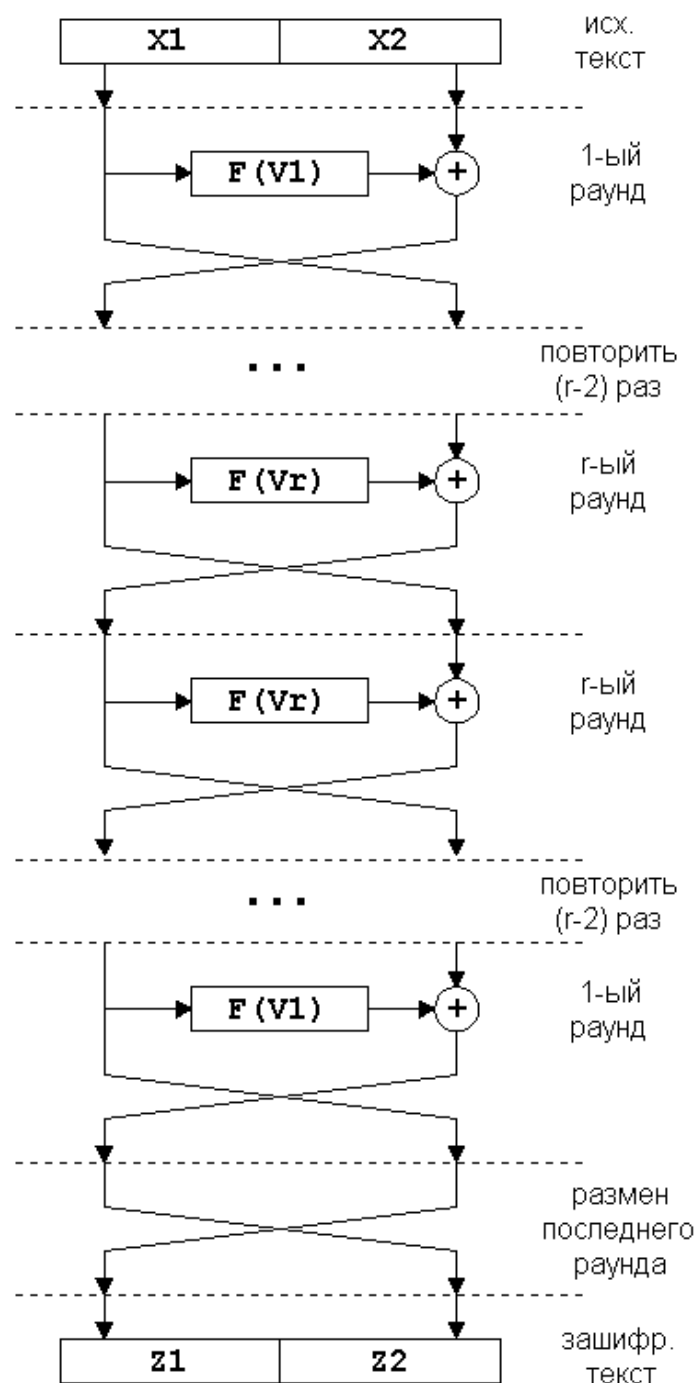 X1 X2
исх.
текст
F(V1) +
1-ый
раунд
...
повторить
(r-2) раз
F(Vr) +
r-ый
раунд
F(Vr) +
r-ый
раунд
...
повторить
(r-2) раз
F(V1) +
1-ый
раунд
размен
последнего
раунда
Z1 Z2
зашифр.
текст